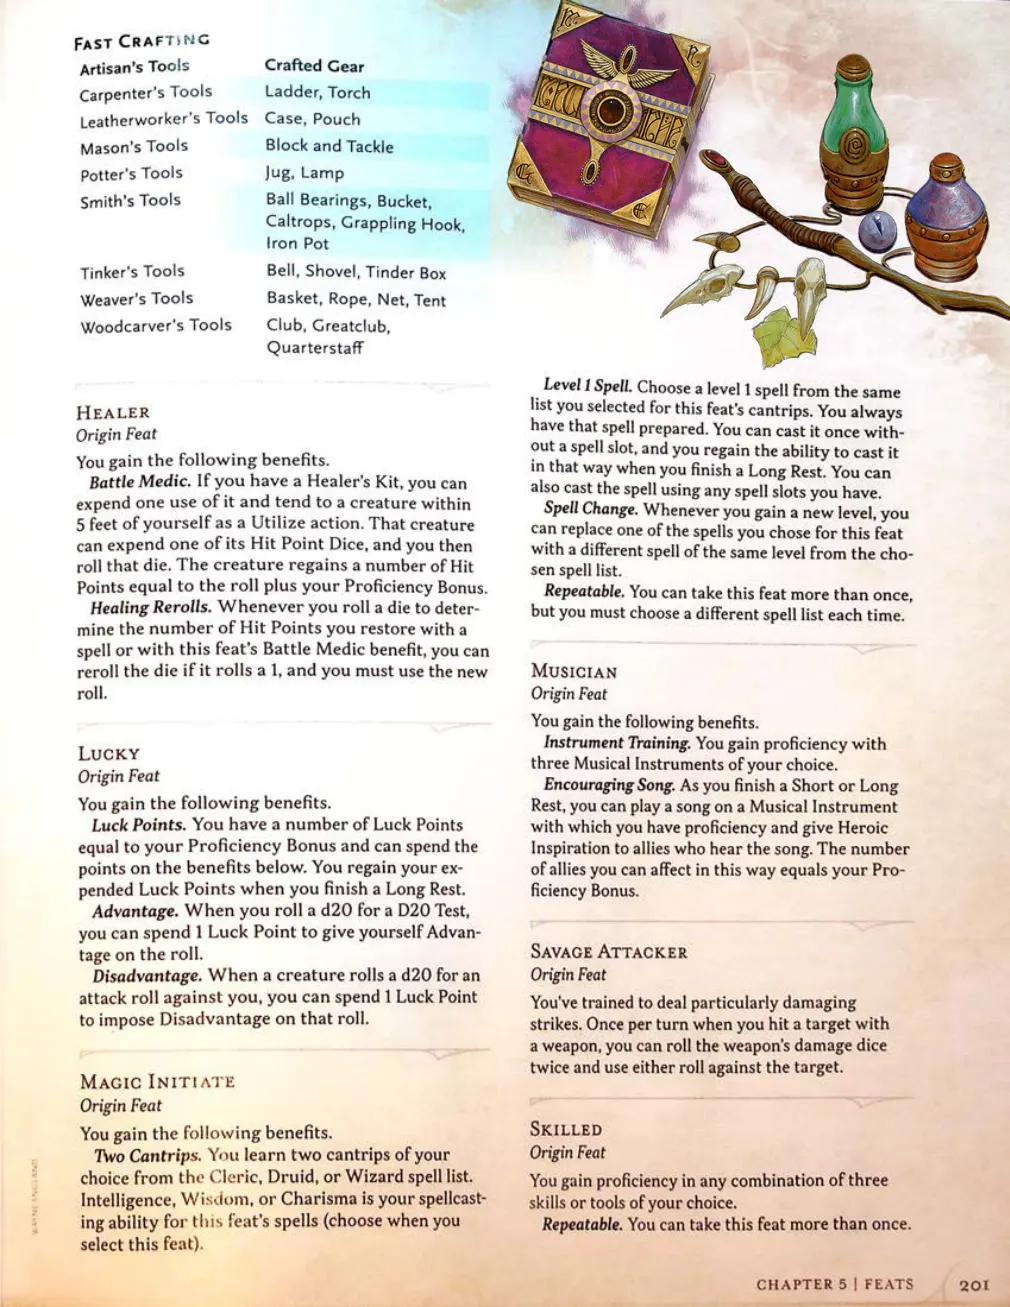 FAST CRAFTING
Artisan's Tools Crafted Gear
Carpenter's Tools Ladder, Torch
Leatherworker's Tools Case, Pouch
Mason's Tools Block and Tackle
Potter's Tools Jug, Lamp
Smith's Tools Ball Bearings, Bucket,
Caltrops, Grappling Hook,
Iron Pot
Tinker's Tools Bell, Shovel, Tinder Box
Weaver's Tools Basket, Rope, Net, Tent
Woodcarver's Tools Club, Greatclub,
Quarterstaff
HEALER
Origin Feat
You gain the following benefits.
Battle Medic. If you have a Healer's Kit, you can
expend one use of it and tend to a creature within
5 feet of yourself as a Utilize action. That creature
can expend one of its Hit Point Dice, and you then
roll that die. The creature regains a number of Hit
Points equal to the roll plus your Proficiency Bonus.
Healing Rerolls. Whenever you roll a die to deter-
mine the number of Hit Points you restore with a
spell or with this feat's Battle Medic benefit, you can
reroll the die if it rolls a 1, and you must use the new
roll.
LUCKY
Origin Feat
You gain the following benefits.
Luck Points. You have a number of Luck Points
equal to your Proficiency Bonus and can spend the
points on the benefits below. You regain your ex-
pended Luck Points when you finish a Long Rest.
Advantage. When you roll a d20 for a D20 Test,
you can spend 1 Luck Point to give yourself Advan-
tage on the roll.
Disadvantage. When a creature rolls a d20 for an
attack roll against you, you can spend 1 Luck Point
to impose Disadvantage on that roll.
MAGIC INITIATE
Origin Feat
You gain the following benefits.
Two Cantrips. You learn two cantrips of your
choice from the Cleric, Druid, or Wizard spell list.
Intelligence, Wisdom, or Charisma is your spellcast-
ing ability for this feat's spells (choose when you
select this feat).
Level 1 Spell. Choose a level 1 spell from the same
list you selected for this feat's cantrips. You always
have that spell prepared. You can cast it once with-
out a spell slot, and you regain the ability to cast it
in that way when you finish a Long Rest. You can
also cast the spell using any spell slots you have.
Spell Change. Whenever you gain a new level, you
can replace one of the spells you chose for this feat
with a different spell of the same level from the cho-
sen spell list.
Repeatable. You can take this feat more than once,
but you must choose a different spell list each time.
MUSICIAN
Origin Feat
You gain the following benefits.
Instrument Training. You gain proficiency with
three Musical Instruments of your choice.
Encouraging Song. As you finish a Short or Long
Rest, you can play a song on a Musical Instrument
with which you have proficiency and give Heroic
Inspiration to allies who hear the song. The number
of allies you can affect in this way equals your Pro-
ficiency Bonus.
SAVAGE ATTACKER
Origin Feat
You've trained to deal particularly damaging
strikes. Once per turn when you hit a target with
a weapon, you can roll the weapon's damage dice
twice and use either roll against the target.
SKILLED
Origin Feat
You gain proficiency in any combination of three
skills or tools of your choice.
Repeatable. You can take this feat more than once.
CHAPTER 5 | FEATS 201